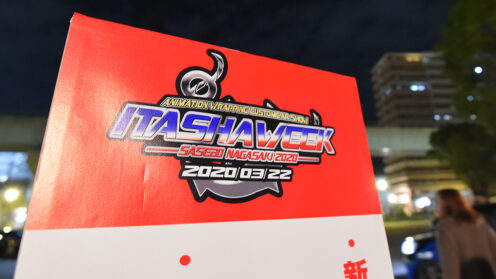 ANIMATION WRAPPING CUSTOM CAR SHOW
ITASHA WEEK
SASEBO NAGASAKI 2020
2020/03/22
新